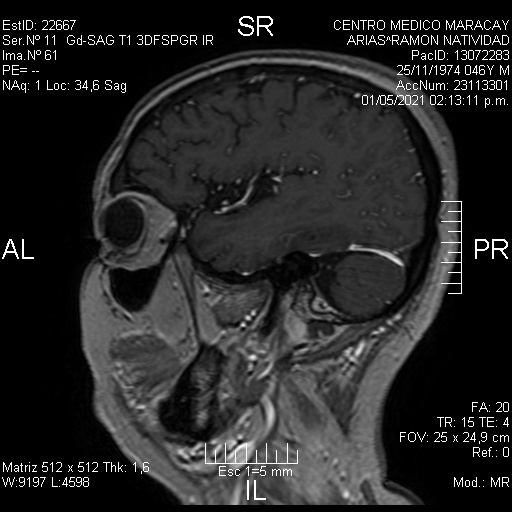 EstID: 22667
Ser.Nº 11 Gd-SAG T1 3DFSPGR IR
Ima.Nº 61
PE= --
NAq: 1 Loc: 34,6 Sag
SR
CENTRO MEDICO MARACAY
ARIAS^RAMON NATIVIDAD
PacID: 13072283
25/11/1974 046Y M
AccNum: 23113301
01/05/2021 02:13:11 p.m.
AL
PR
FA: 20
TR: 15 TE: 4
FOV: 25 x 24,9 cm
Ref.: 0
Mod.: MR
Matriz 512 x 512 Thk: 1,6
W:9197 L:4598
Esc 1=5 mm
IL